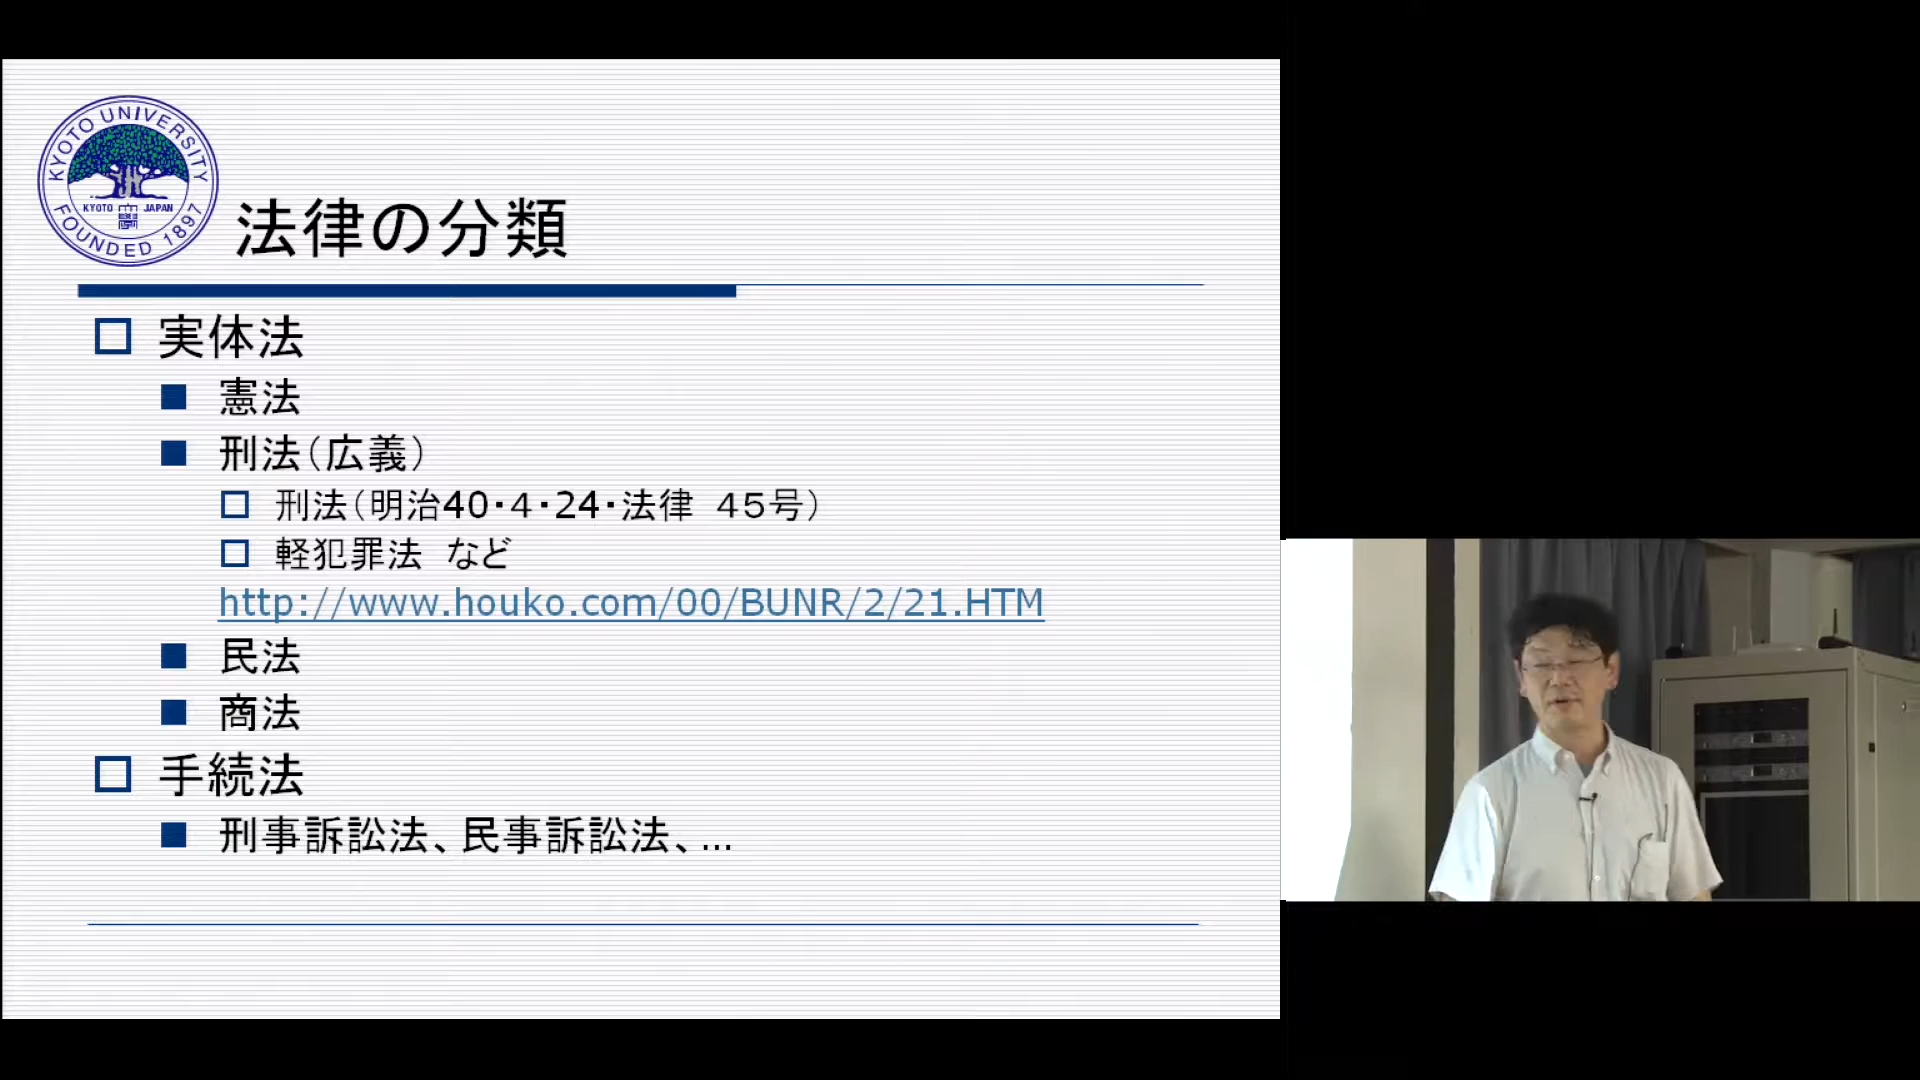 KYOTO UNIVERSITY
KYOTO JAPAN
FOUNDED 1897
法律の分類
実体法
憲法
刑法(広義)
刑法(明治40・4・24・法律 45号)
軽犯罪法 など
http://www.houko.com/00/BUNR/2/21.HTM
民法
商法
手続法
刑事訴訟法、民事訴訟法、…